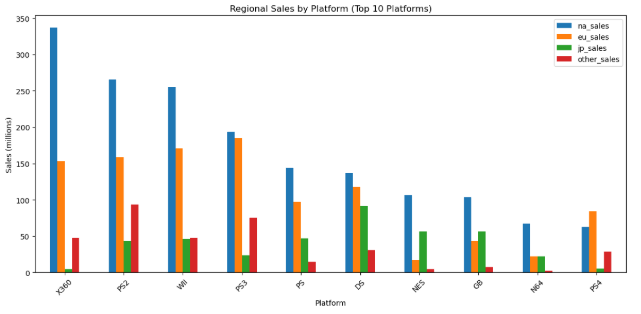 Regional Sales by Platform (Top 10 Platforms)
na_sales
eu_sales
jp_sales
other_sales
Sales (millions)
350
300
250
200
150
100
50
0
X360
PS2
Wii
PS3
PS
DS
NES
GB
N64
PS4
Platform